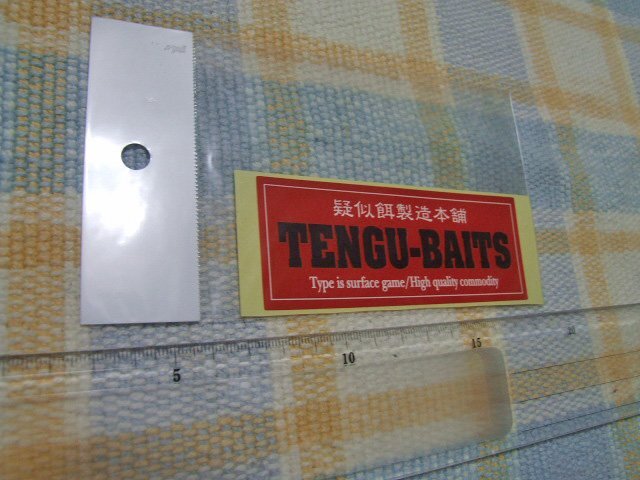 疑似餌製造本舗
TENGU-BAITS
Type is surface game/High quality commodity
5
10
15